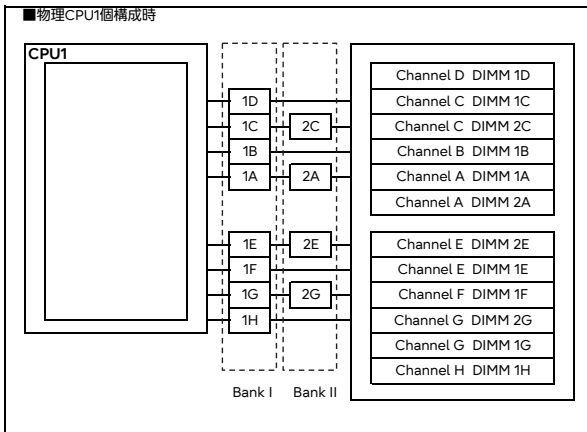 ■物理CPU1個構成時
CPU1
1D
1C 2C
1B
1A 2A
1E 2E
1F
1G 2G
1H
Bank I Bank II
Channel D DIMM 1D
Channel C DIMM 1C
Channel C DIMM 2C
Channel B DIMM 1B
Channel A DIMM 1A
Channel A DIMM 2A
Channel E DIMM 2E
Channel E DIMM 1E
Channel F DIMM 1F
Channel G DIMM 2G
Channel G DIMM 1G
Channel H DIMM 1H